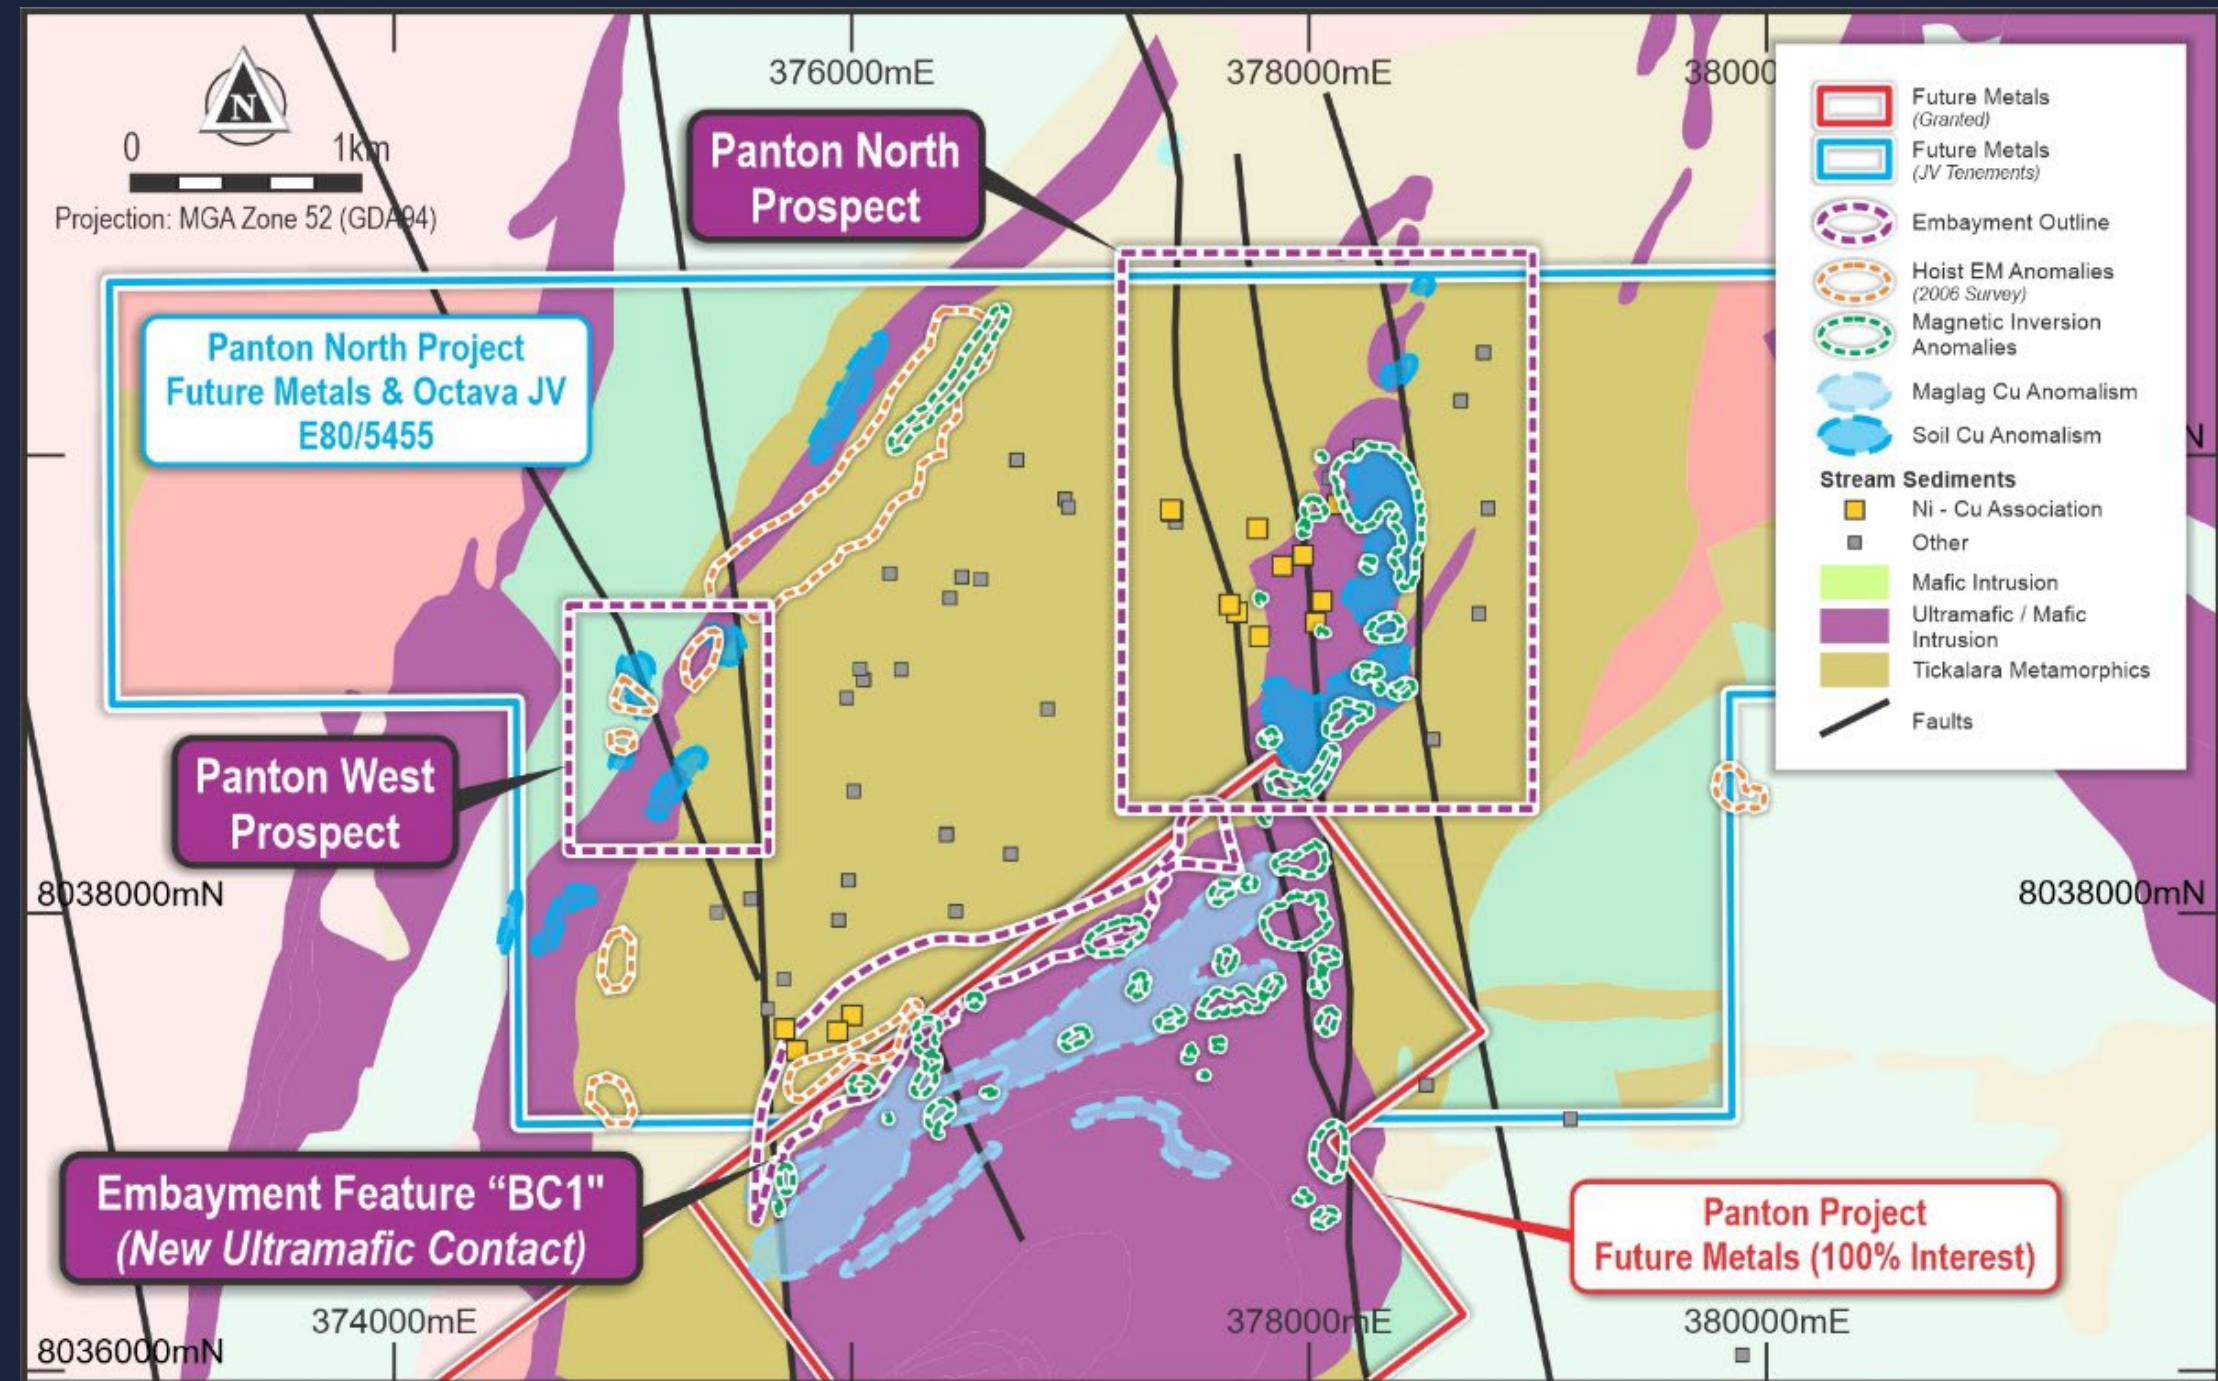 376000mE
378000mE
38000
N
0
1km
Projection: MGA Zone 52 (GDA94)
Panton North
Prospect
Future Metals
(Granted)
Future Metals
(JV Tenements)
Embayment Outline
Hoist EM Anomalies
(2006 Survey)
Magnetic Inversion
Anomalies
Maglag Cu Anomalism
Soil Cu Anomalism
Stream Sediments
Ni - Cu Association
Other
Mafic Intrusion
Ultramafic / Mafic
Intrusion
Tickalara Metamorphics
Faults
N
Panton North Project
Future Metals & Octava JV
E80/5455
Panton West
Prospect
8038000mN
8038000mN
Embayment Feature “BC1"
(New Ultramafic Contact)
Panton Project
Future Metals (100% Interest)
374000mE
378000mE
380000mE
8036000mN